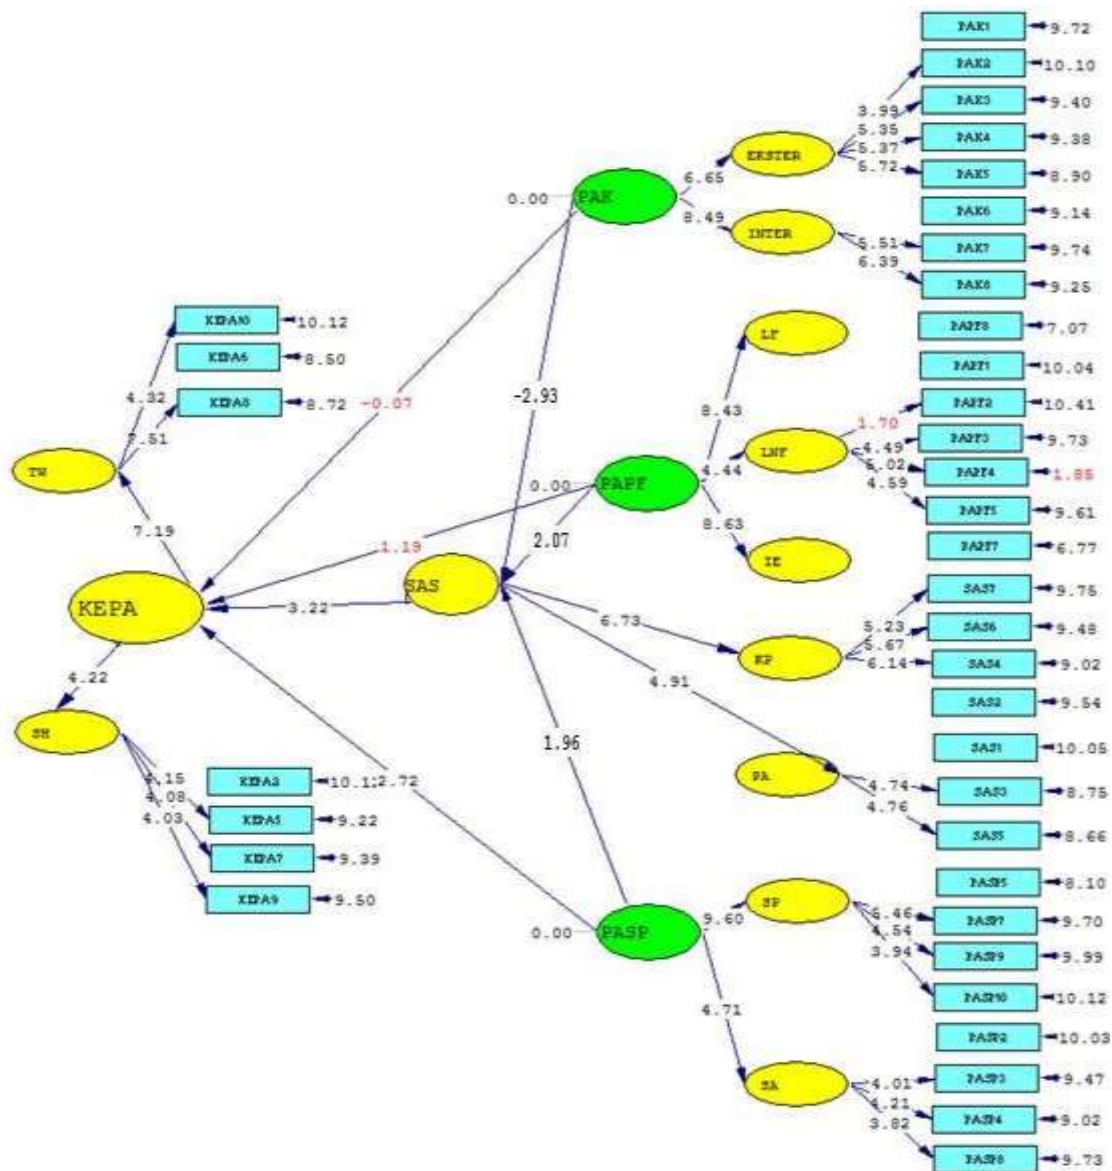 PAK1 9.72
PAK2 10.10
3.99
PAK3 9.40
5.35
EKSTER
PAK4 9.38
5.37
PAK5 8.90
5.72
6.65
0.00 PAK
8.49
PAK6 9.14
INTER
5.51
PAK7 9.74
6.39
PAK8 9.25
KEPA10 10.12
LF
PAPF8 7.07
KEPA6 8.50
PAPF1 10.04
4.32
KEPA8 8.72
-0.07
-2.93
8.43
PAPF2 10.41
1.70
7.51
LNF
4.49
PAPF3 9.73
TW
4.44
5.02
PAPF4 1.85
0.00 PAPF
4.59
PAPF5 9.61
7.19
8.63
2.07
1.19
PAPF7 6.77
IE
SAS
SAS7 9.75
KEPA
3.22
6.73
5.23
SAS6 9.48
5.67
KP
6.14
SAS4 9.02
4.22
4.91
SAS2 9.54
SH
1.96
SAS1 10.05
4.15
KEPA3
2.72
PA
4.74
SAS3 8.75
4.08
4.76
4.03
KEPA5 9.22
SAS5 8.66
KEPA7 9.39
PASP5 8.10
KEPA9 9.50
SP
9.60
PASP7 9.70
0.00 PASP
4.54
PASP9 9.99
3.94
PASP10 10.12
4.71
PASP2 10.03
SA
4.01
PASP3 9.47
4.21
PASP4 9.02
3.82
PASP8 9.73